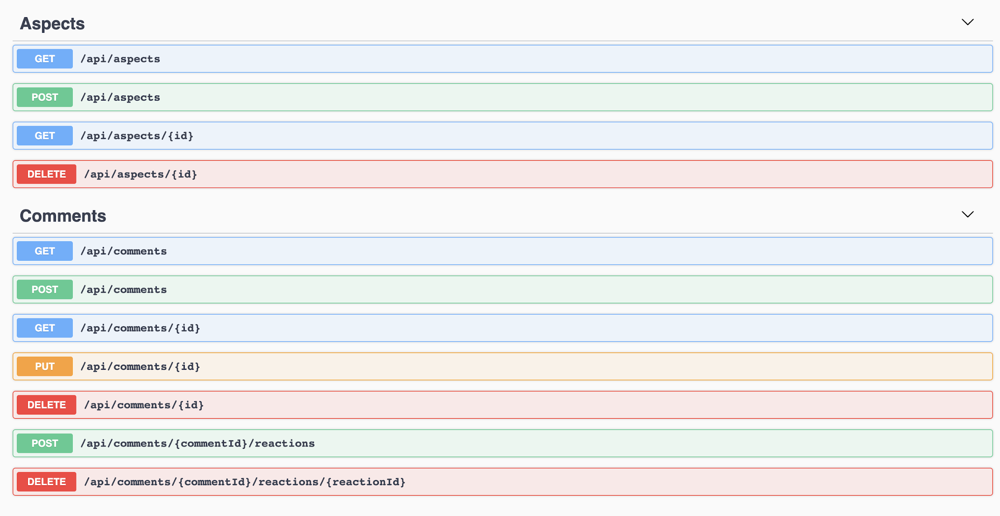 Aspects
GET /api/aspects
POST /api/aspects
GET /api/aspects/{id}
DELETE /api/aspects/{id}
Comments
GET /api/comments
POST /api/comments
GET /api/comments/{id}
PUT /api/comments/{id}
DELETE /api/comments/{id}
POST /api/comments/{commentId}/reactions
DELETE /api/comments/{commentId}/reactions/{reactionId}